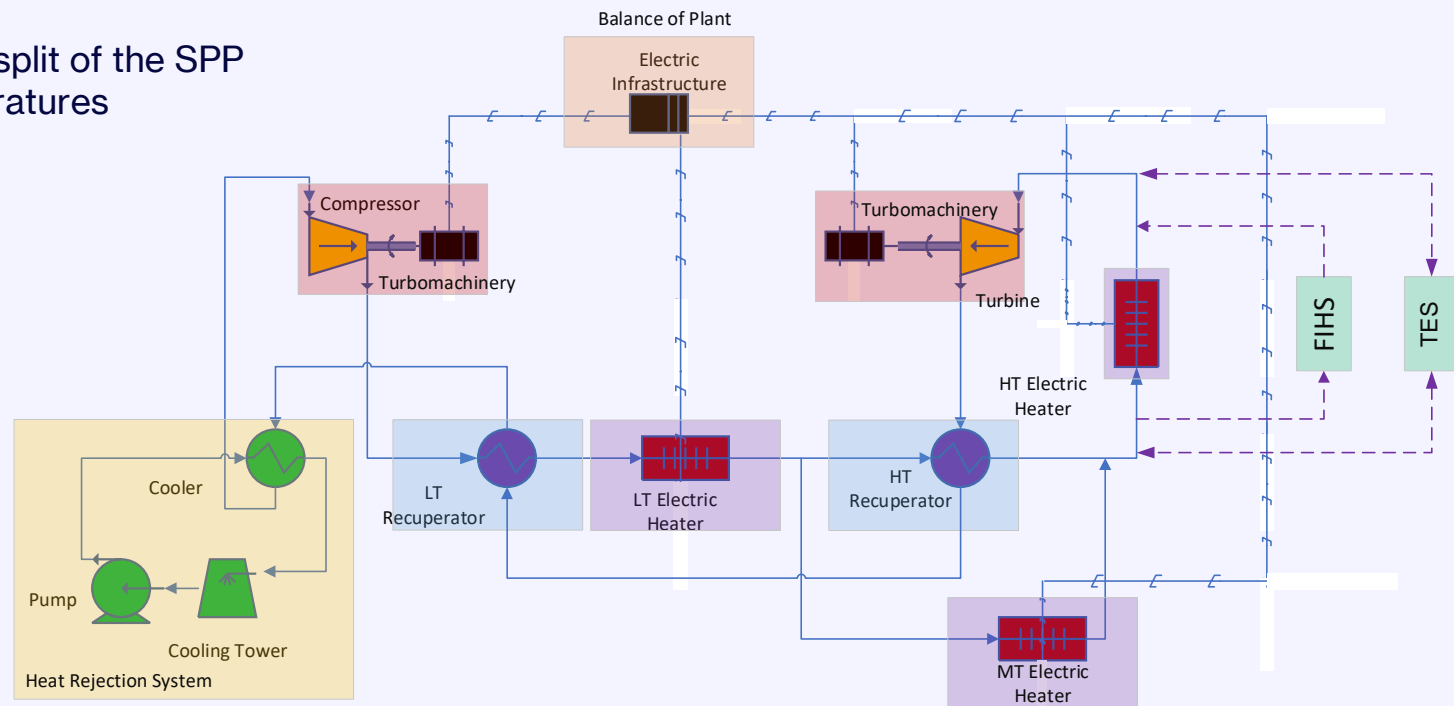 Balance of Plant
split of the SPP
Electric
Infrastructure
Compressor
Turbomachinery
Turbomachinery
Turbine
FIHS
TES
HT Electric
Heater
Cooler
LT
Recuperator
LT Electric
Heater
HT
Recuperator
Pump
Cooling Tower
Heat Rejection System
MT Electric
Heater